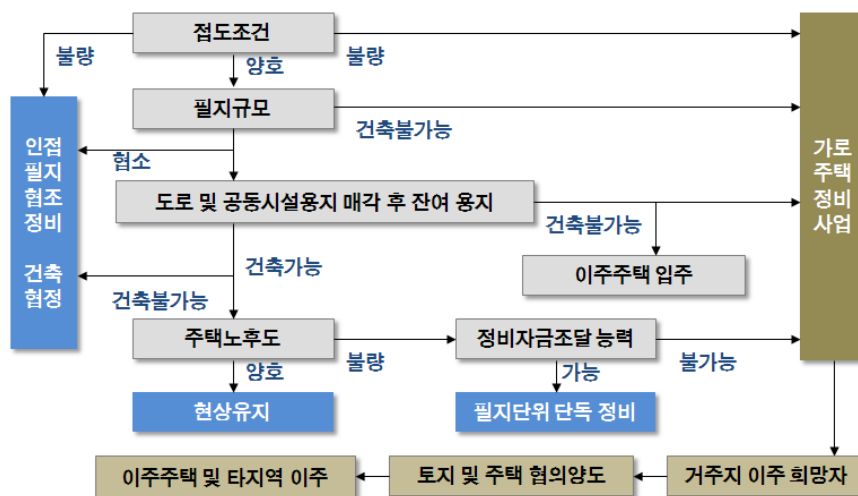 접도조건
불량
불량
양호
필지규모
건축불가능
협소
인접
필지
협조
정비
건축
협정
가로
주택
정비
사업
도로 및 공동시설용지 매각 후 잔여 용지
건축불가능
건축가능
이주주택 입주
건축불가능
주택노후도
불량
정비자금조달 능력
불가능
양호
가능
현상유지
필지단위 단독 정비
이주주택 및 타지역 이주
토지 및 주택 협의양도
거주지 이주 희망자